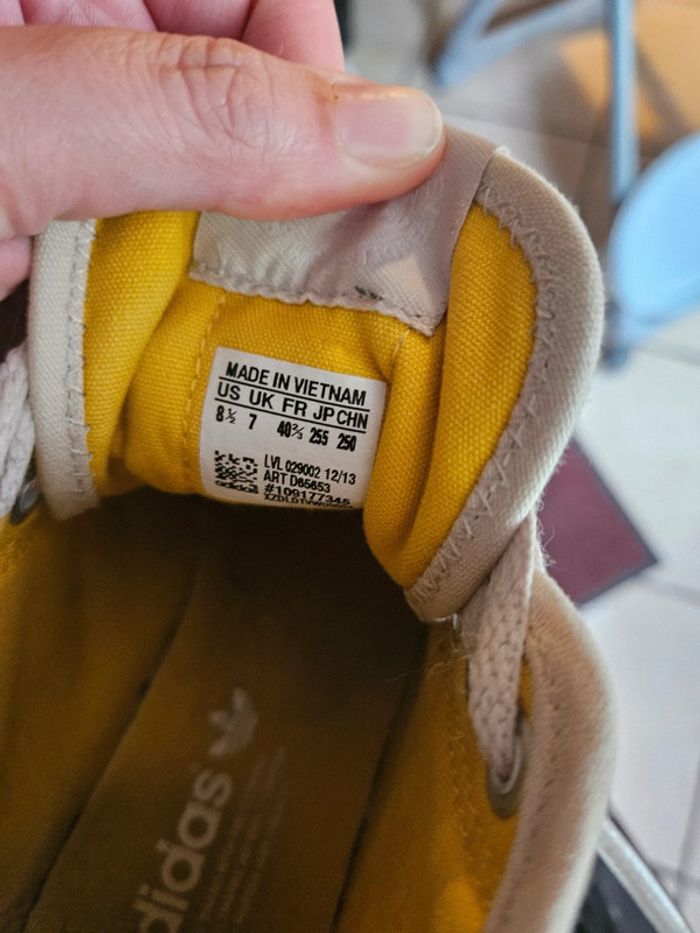 MADE IN VIETNAM
US UK FR JP CHN
8½ 7 40⅔ 255 250
LVL 029002 12/13
ART D65653
adidas #109177345
adidas